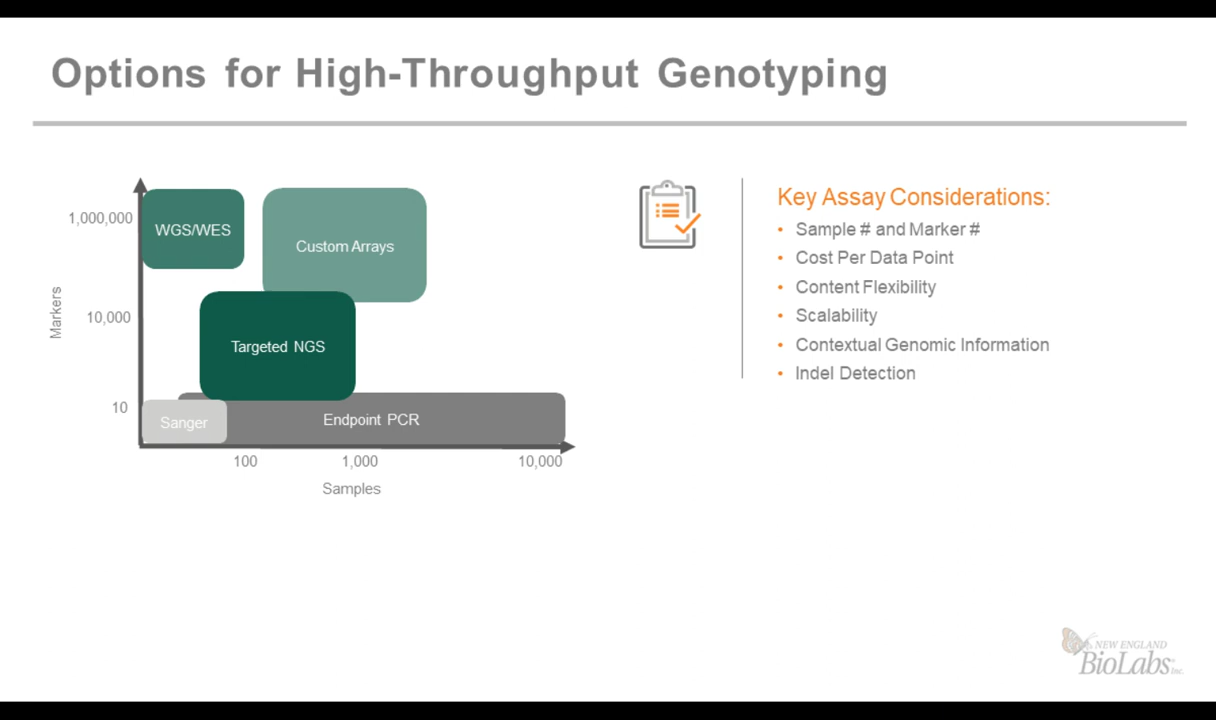 Options for High-Throughput Genotyping
1,000,000
10,000
10
Markers
WGS/WES
Custom Arrays
Targeted NGS
Sanger
Endpoint PCR
100
1,000
10,000
Samples
Key Assay Considerations:
• Sample # and Marker #
• Cost Per Data Point
• Content Flexibility
• Scalability
• Contextual Genomic Information
• Indel Detection
NEW ENGLAND
BioLabs Inc.